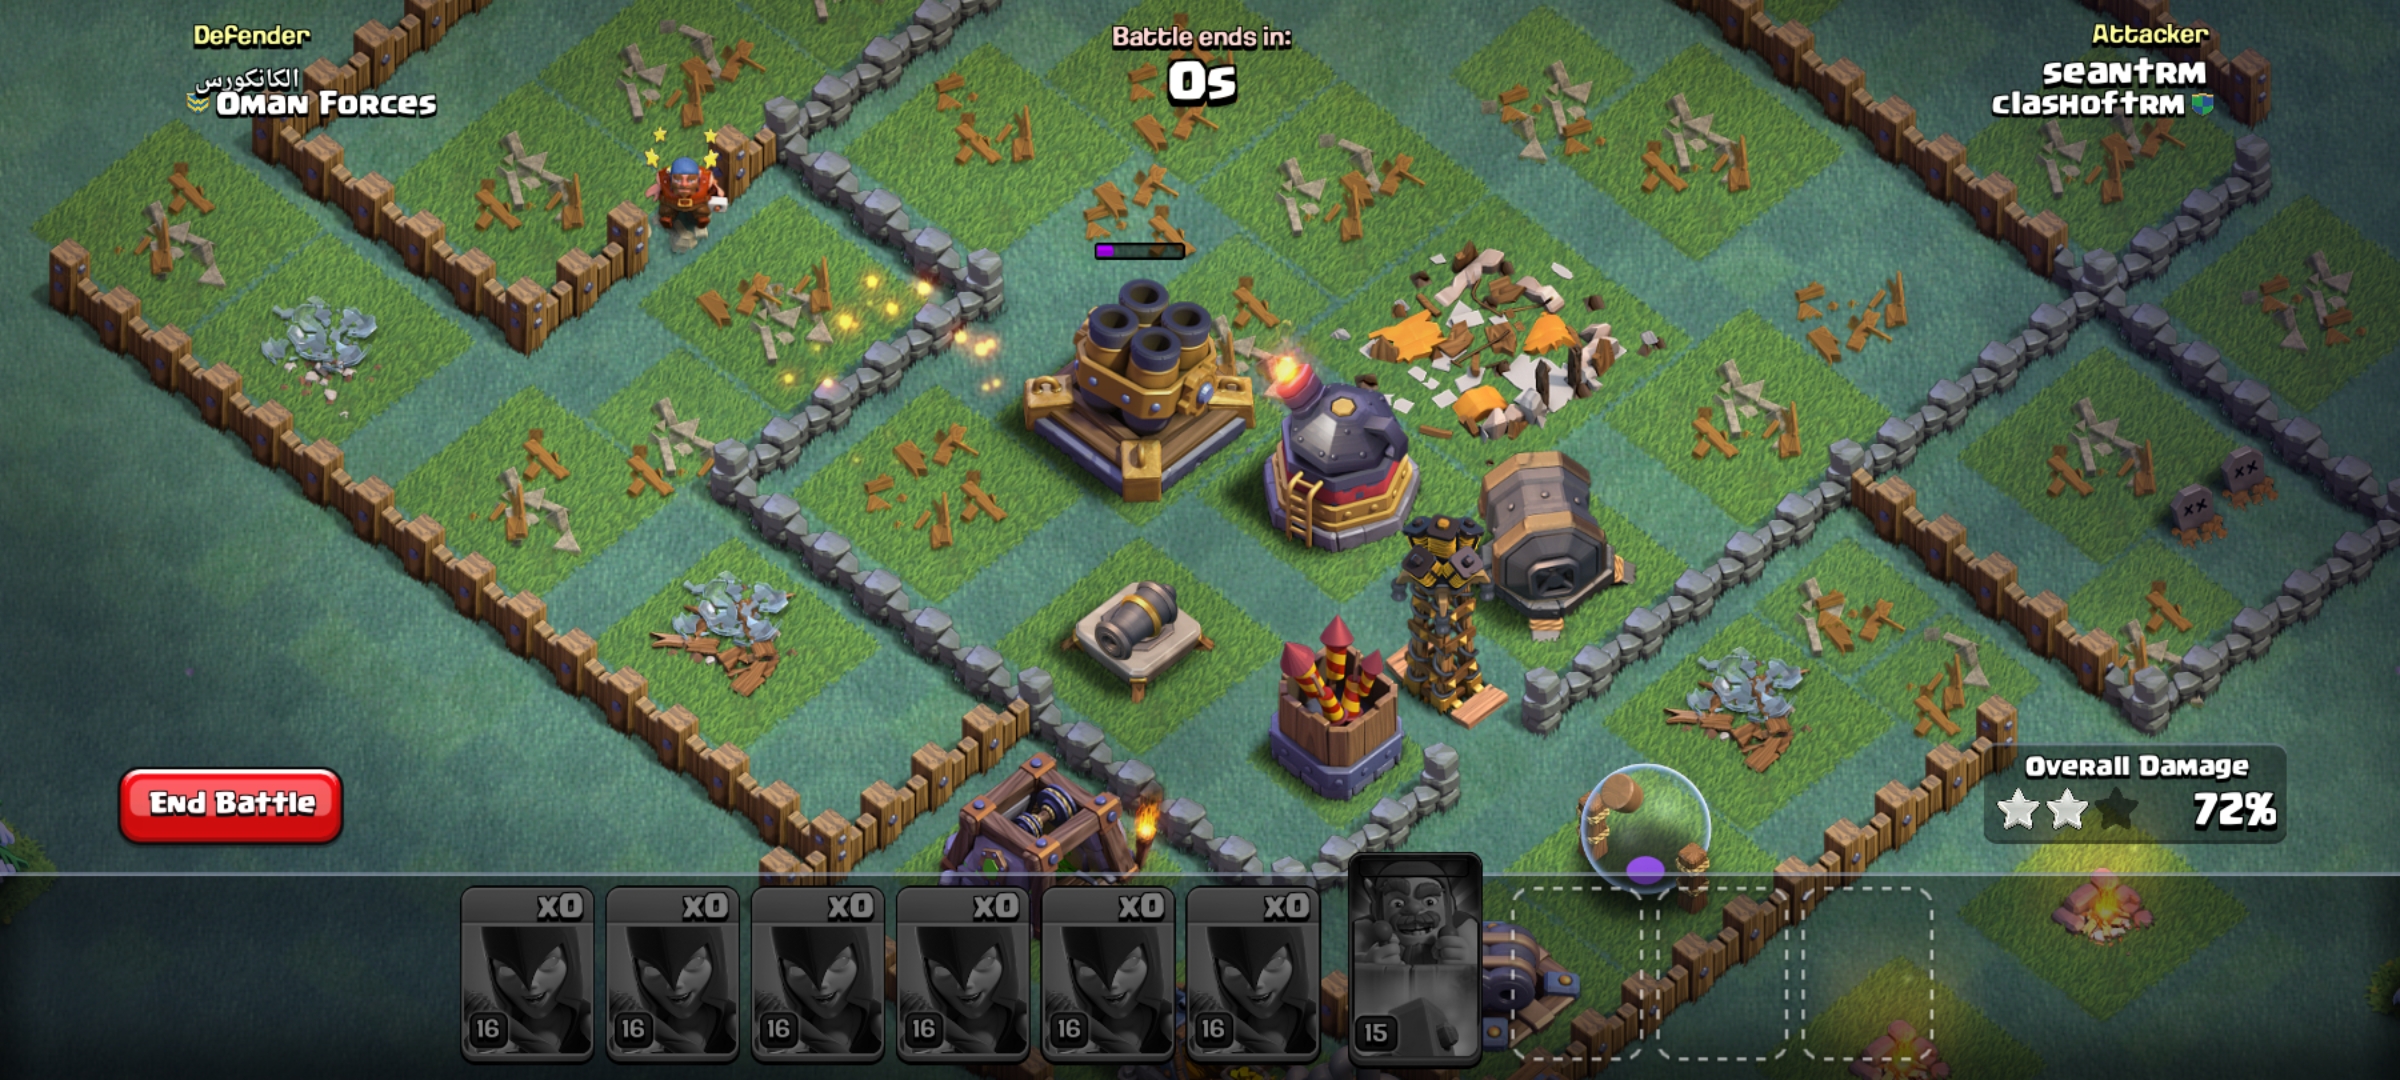 Defender
الكانكورس
Oman Forces
Battle ends in:
0s
Attacker
seantRM
clashoftRM
End Battle
Overall Damage
72%
x0
x0
x0
x0
x0
x0
16
16
16
16
16
16
15